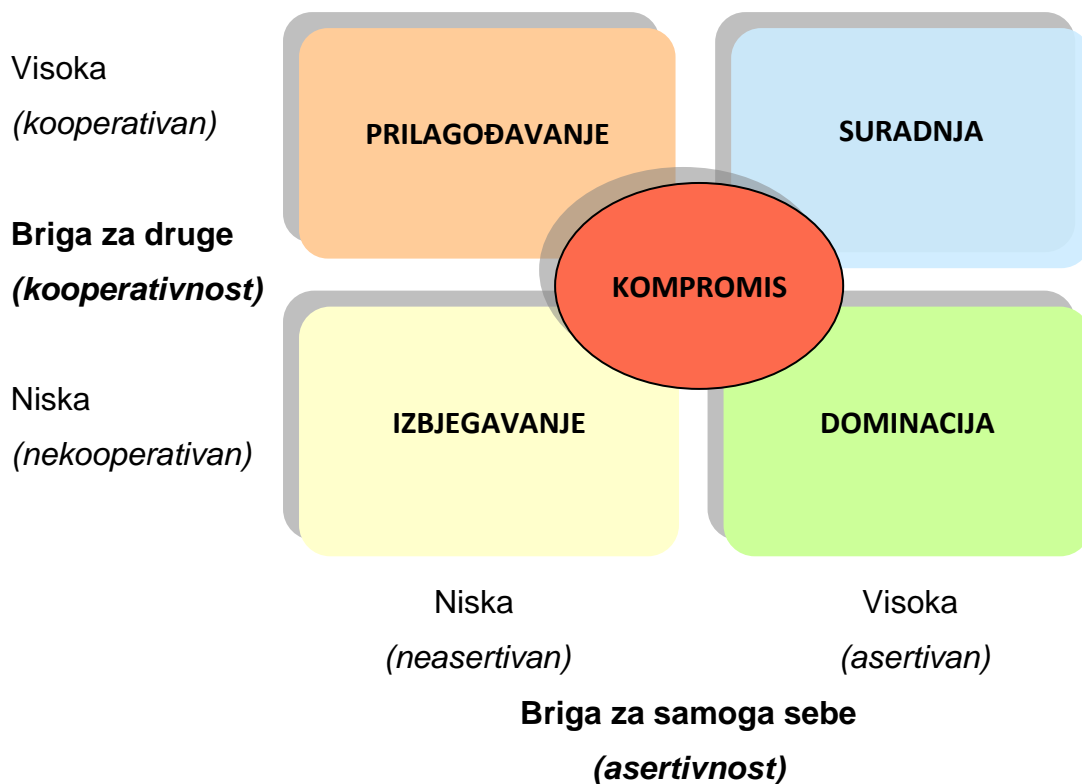 Visoka
(kooperativan)
PRILAGOĐAVANJE
SURADNJA
Briga za druge
(kooperativnost)
KOMPROMIS
Niska
(nekooperativan)
IZBJEGAVANJE
DOMINACIJA
Niska
(neasertivan)
Visoka
(asertivan)
Briga za samoga sebe
(asertivnost)